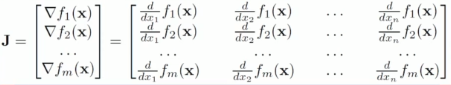 J = [∇f₁(x) ∇f₂(x) … ∇fₘ(x)] = [d/dx₁ f₁(x) d/dx₂ f₁(x) … d/dxₙ f₁(x)
d/dx₁ f₂(x) d/dx₂ f₂(x) … d/dxₙ f₂(x)
… … … …
d/dx₁ fₘ(x) d/dx₂ fₘ(x) … d/dxₙ fₘ(x)]